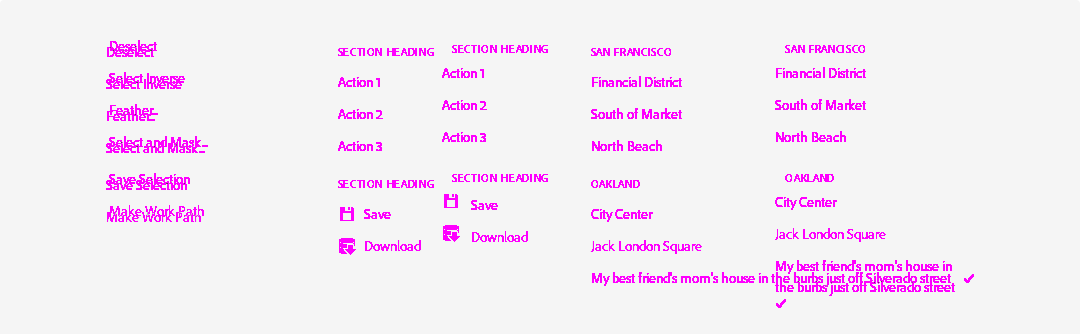 Deselect
Deselect
Select Inverse
Select Inverse
Feather...
Feather...
Select and Mask...
Select and Mask...
Save Selection
Save Selection
Make Work Path
Make Work Path
SECTION HEADING
Action 1
Action 2
Action 3
SECTION HEADING
Save
Download
SECTION HEADING
Action 1
Action 2
Action 3
SECTION HEADING
Save
Download
SAN FRANCISCO
Financial District
South of Market
North Beach
OAKLAND
City Center
Jack London Square
My best friend's mom's house in the burbs just off Silverado street
SAN FRANCISCO
Financial District
South of Market
North Beach
OAKLAND
City Center
Jack London Square
My best friend's mom's house in
the burbs just off Silverado street